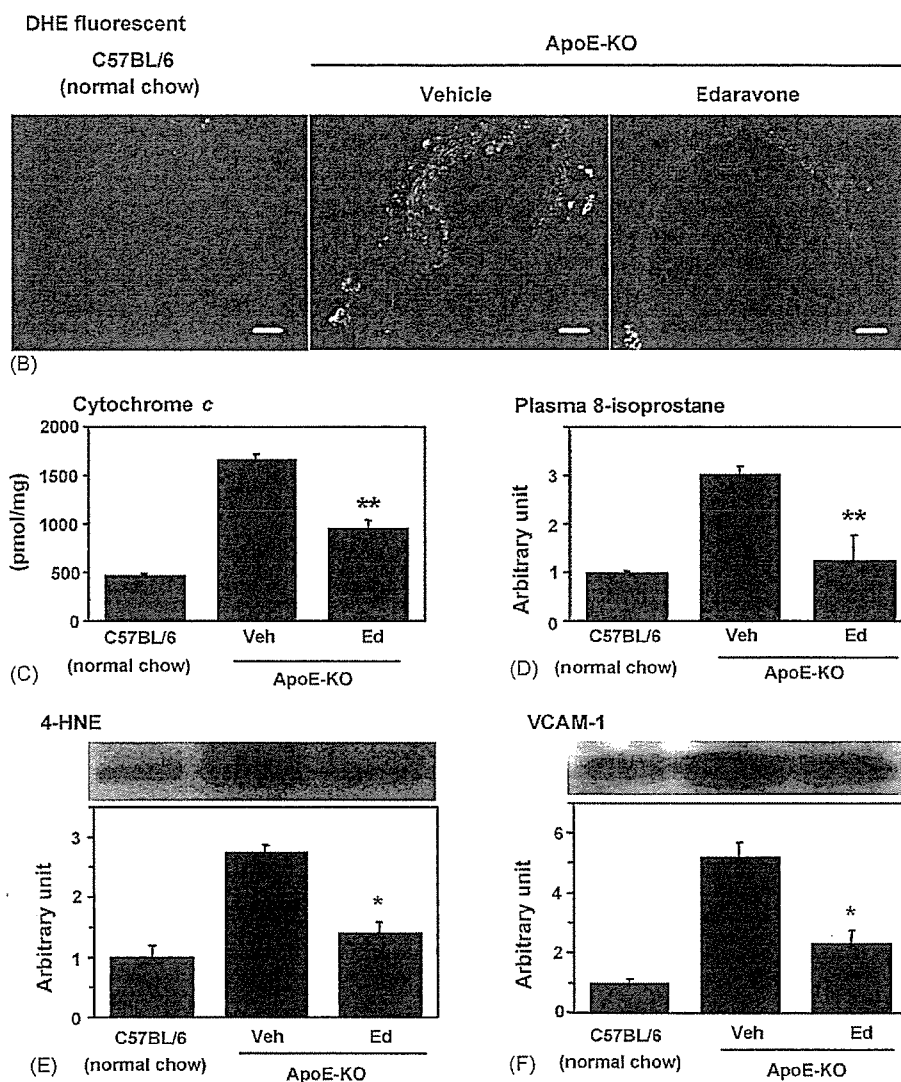 DHE fluorescent
C57BL/6
(normal chow)
ApoE-KO
Vehicle
Edaravone
(B)
Cytochrome c
(pmol/mg)
2000
1500
1000
500
0
**
C57BL/6
(normal chow)
Veh
Ed
ApoE-KO
(C)
Plasma 8-isoprostane
Arbitrary unit
3
2
1
0
**
C57BL/6
(normal chow)
Veh
Ed
ApoE-KO
(D)
4-HNE
Arbitrary unit
3
2
1
0
*
C57BL/6
(normal chow)
Veh
Ed
ApoE-KO
(E)
VCAM-1
Arbitrary unit
6
4
2
0
*
C57BL/6
(normal chow)
Veh
Ed
ApoE-KO
(F)